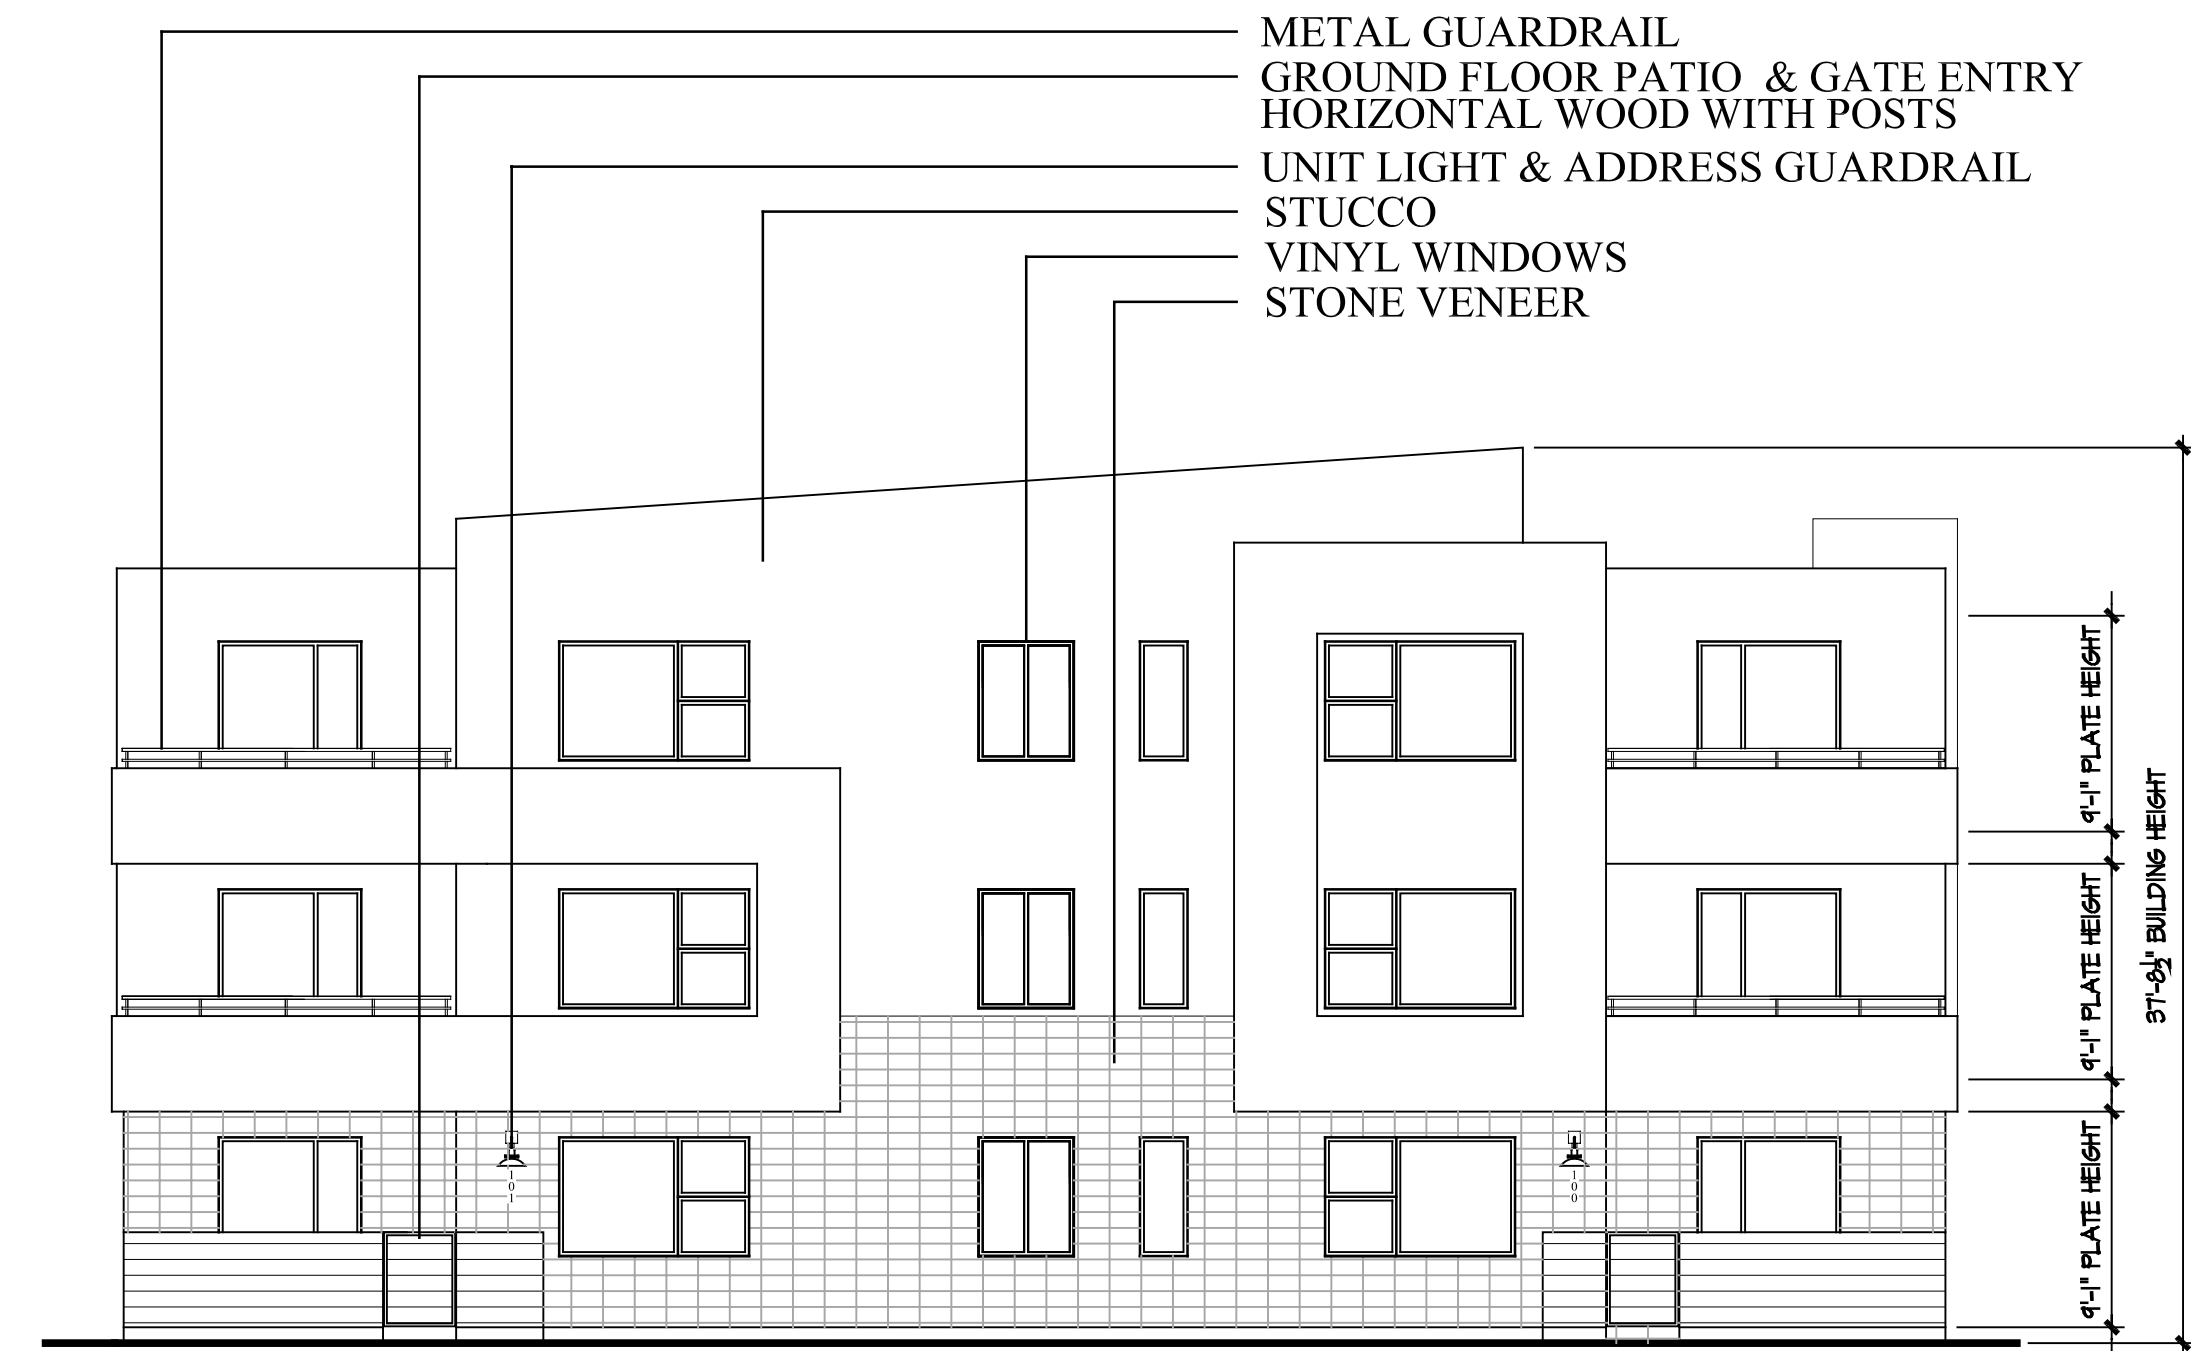 METAL GUARDRAIL
GROUND FLOOR PATIO & GATE ENTRY
HORIZONTAL WOOD WITH POSTS
UNIT LIGHT & ADDRESS GUARDRAIL
STUCCO
VINYL WINDOWS
STONE VENEER
9'-1" PLATE HEIGHT
9'-1" PLATE HEIGHT
9'-1" PLATE HEIGHT
37'-8½" BUILDING HEIGHT
101
100